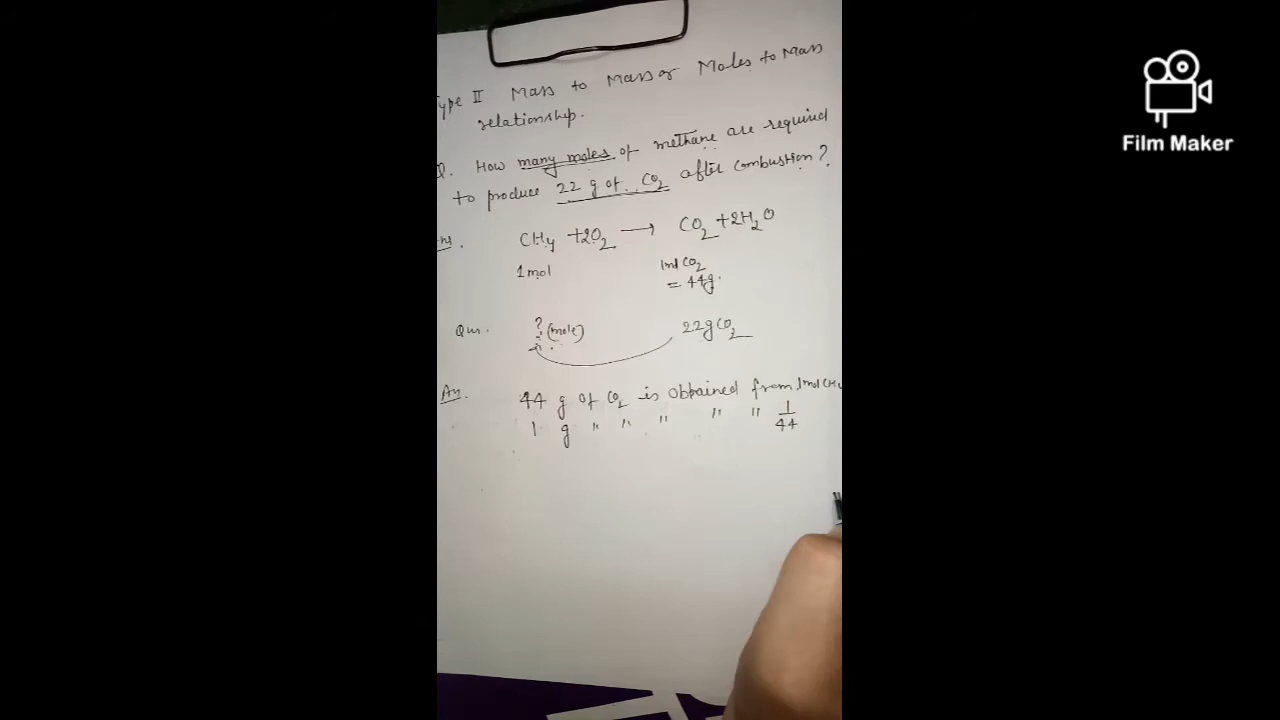 ype II Mass to Mass or Moles to Mass
relationship.
Q. How many moles of methane are required
to produce 22 g of CO2 after combustion?
CH4 + 2O2 → CO2 + 2H2O
1 mol 1 mol CO2
= 44g.
Qus. ? (mole) 22g CO2
An. 44 g of CO2 is obtained from 1 mol CH4
1 g " " " " " 1/44
Film Maker